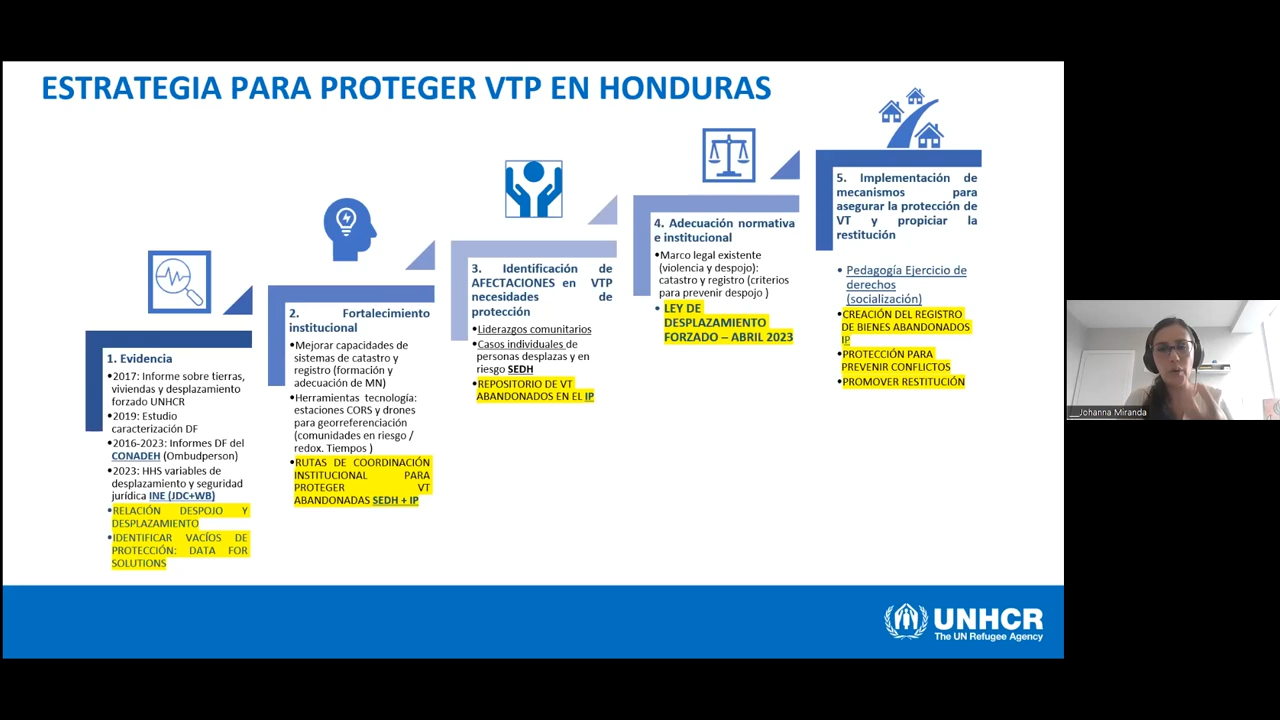 ESTRATEGIA PARA PROTEGER VTP EN HONDURAS
1. Evidencia
•2017: Informe sobre tierras,
viviendas y desplazamiento
forzado UNHCR
•2019: Estudio
caracterización DF
•2016-2023: Informes DF del
CONADEH (Ombudperson)
•2023: HHS variables de
desplazamiento y seguridad
jurídica INE (JDC+WB)
•RELACIÓN DESPOJO Y
DESPLAZAMIENTO
•IDENTIFICAR VACÍOS DE
PROTECCIÓN: DATA FOR
SOLUTIONS
2. Fortalecimiento
institucional
•Mejorar capacidades de
sistemas de catastro y
registro (formación y
adecuación de MN)
•Herramientas tecnología:
estaciones CORS y drones
para georreferenciación
(comunidades en riesgo /
redox. Tiempos )
•RUTAS DE COORDINACIÓN
INSTITUCIONAL PARA
PROTEGER VT
ABANDONADAS SEDH + IP
3. Identificación de
AFECTACIONES en VTP
necesidades de
protección
•Liderazgos comunitarios
•Casos individuales de
personas desplazas y en
riesgo SEDH
•REPOSITORIO DE VT
ABANDONADOS EN EL IP
4. Adecuación normativa
e institucional
•Marco legal existente
(violencia y despojo):
catastro y registro (criterios
para prevenir despojo )
• LEY DE
DESPLAZAMIENTO
FORZADO – ABRIL 2023
5. Implementación de
mecanismos para
asegurar la protección de
VT y propiciar la
restitución
• Pedagogía Ejercicio de
derechos
(socialización)
•CREACIÓN DEL REGISTRO
DE BIENES ABANDONADOS
IP
•PROTECCIÓN PARA
PREVENIR CONFLICTOS
•PROMOVER RESTITUCIÓN
UNHCR
The UN Refugee Agency
__Johanna Miranda